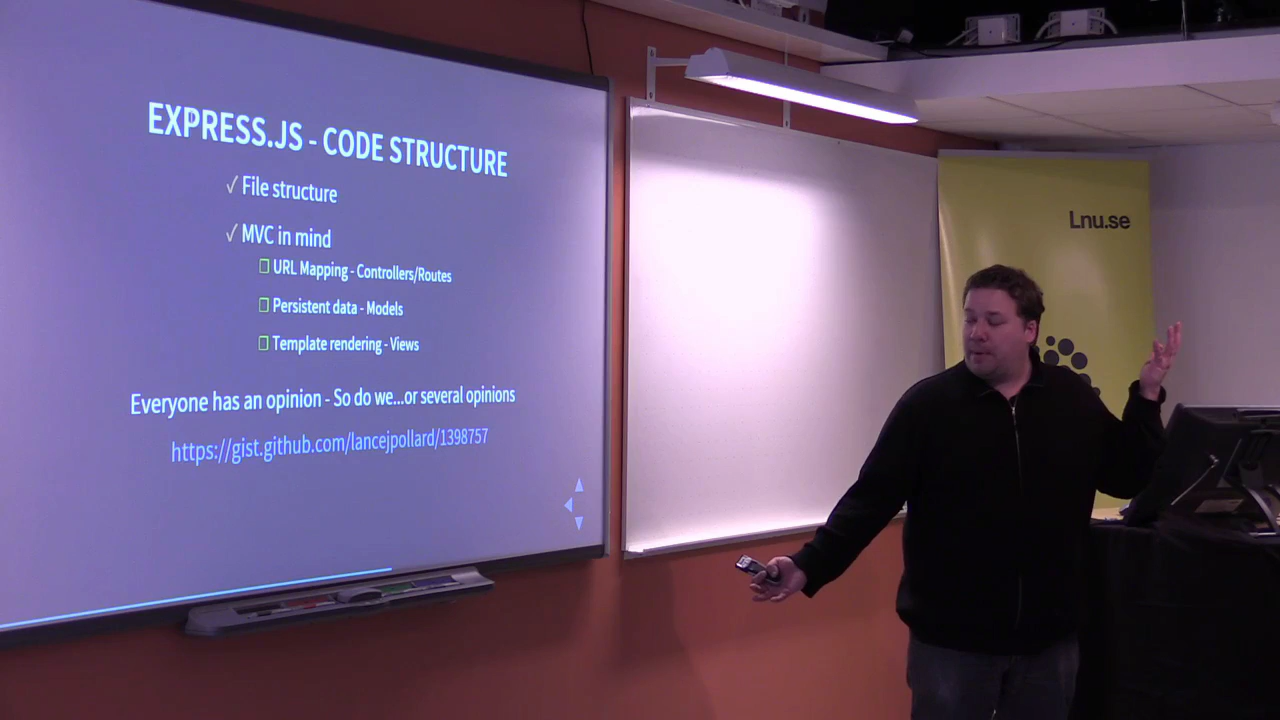 EXPRESS.JS - CODE STRUCTURE
✓ File structure
✓ MVC in mind
URL Mapping - Controllers/Routes
Persistent data - Models
Template rendering - Views
Everyone has an opinion - So do we...or several opinions
https://gist.github.com/lancejpollard/1398757
Lnu.se